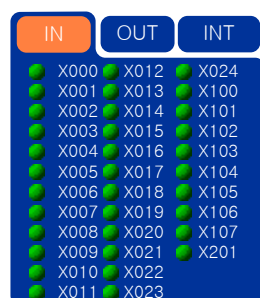 IN OUT INT
X000 X012 X024
X001 X013 X100
X002 X014 X101
X003 X015 X102
X004 X016 X103
X005 X017 X104
X006 X018 X105
X007 X019 X106
X008 X020 X107
X009 X021 X201
X010 X022
X011 X023